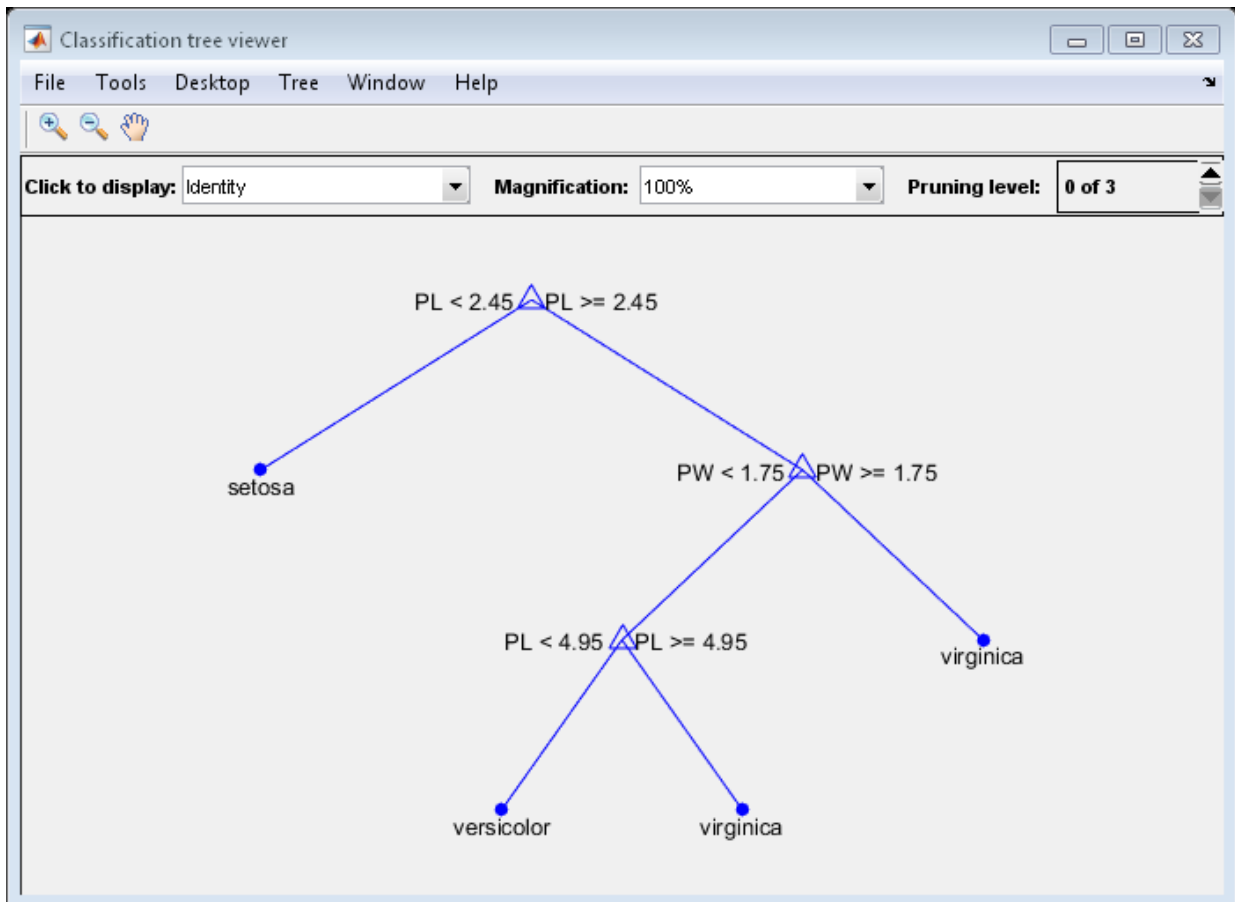 Classification tree viewer
File Tools Desktop Tree Window Help
Click to display: Identity Magnification: 100% Pruning level: 0 of 3
PL < 2.45 PL >= 2.45
setosa
PW < 1.75 PW >= 1.75
PL < 4.95 PL >= 4.95
virginica
versicolor
virginica